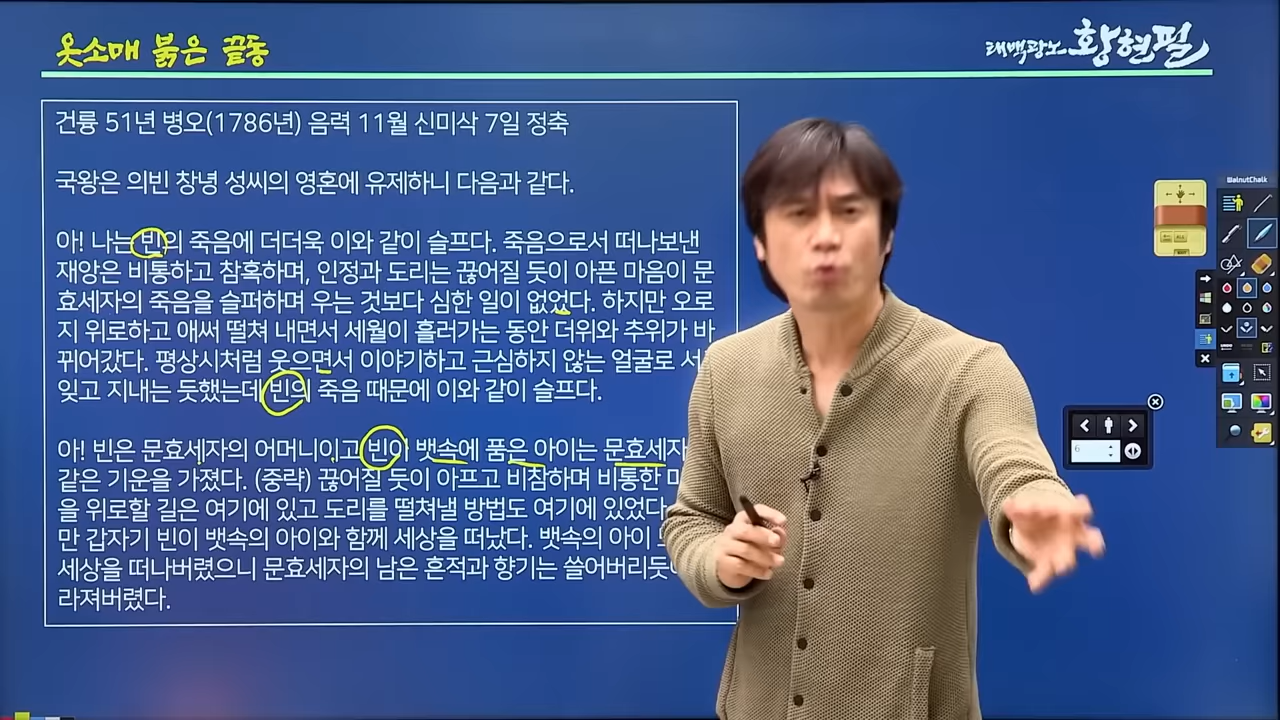 옷소매 붉은 끝동
태백광노 황현필
건륭 51년 병오(1786년) 음력 11월 신미삭 7일 정축
국왕은 의빈 창녕 성씨의 영혼에 유제하니 다음과 같다.
아! 나는 빈의 죽음에 더더욱 이와 같이 슬프다. 죽음으로서 떠나보낸
재앙은 비통하고 참혹하며, 인정과 도리는 끊어질 듯이 아픈 마음이 문
효세자의 죽음을 슬퍼하며 우는 것보다 심한 일이 없었다. 하지만 오로
지 위로하고 애써 떨쳐 내면서 세월이 흘러가는 동안 더위와 추위가 바
뀌어갔다. 평상시처럼 웃으면서 이야기하고 근심하지 않는 얼굴로 서
잊고 지내는 듯했는데 빈의 죽음 때문에 이와 같이 슬프다.
아! 빈은 문효세자의 어머니이고 빈이 뱃속에 품은 아이는 문효세자
같은 기운을 가졌다. (중략) 끊어질 듯이 아프고 비참하며 비통한 마
을 위로할 길은 여기에 있고 도리를 떨쳐낼 방법도 여기에 있었다
만 갑자기 빈이 뱃속의 아이와 함께 세상을 떠났다. 뱃속의 아이
세상을 떠나버렸으니 문효세자의 남은 흔적과 향기는 쓸어버리듯이
라져버렸다.
WalnutChalk
6